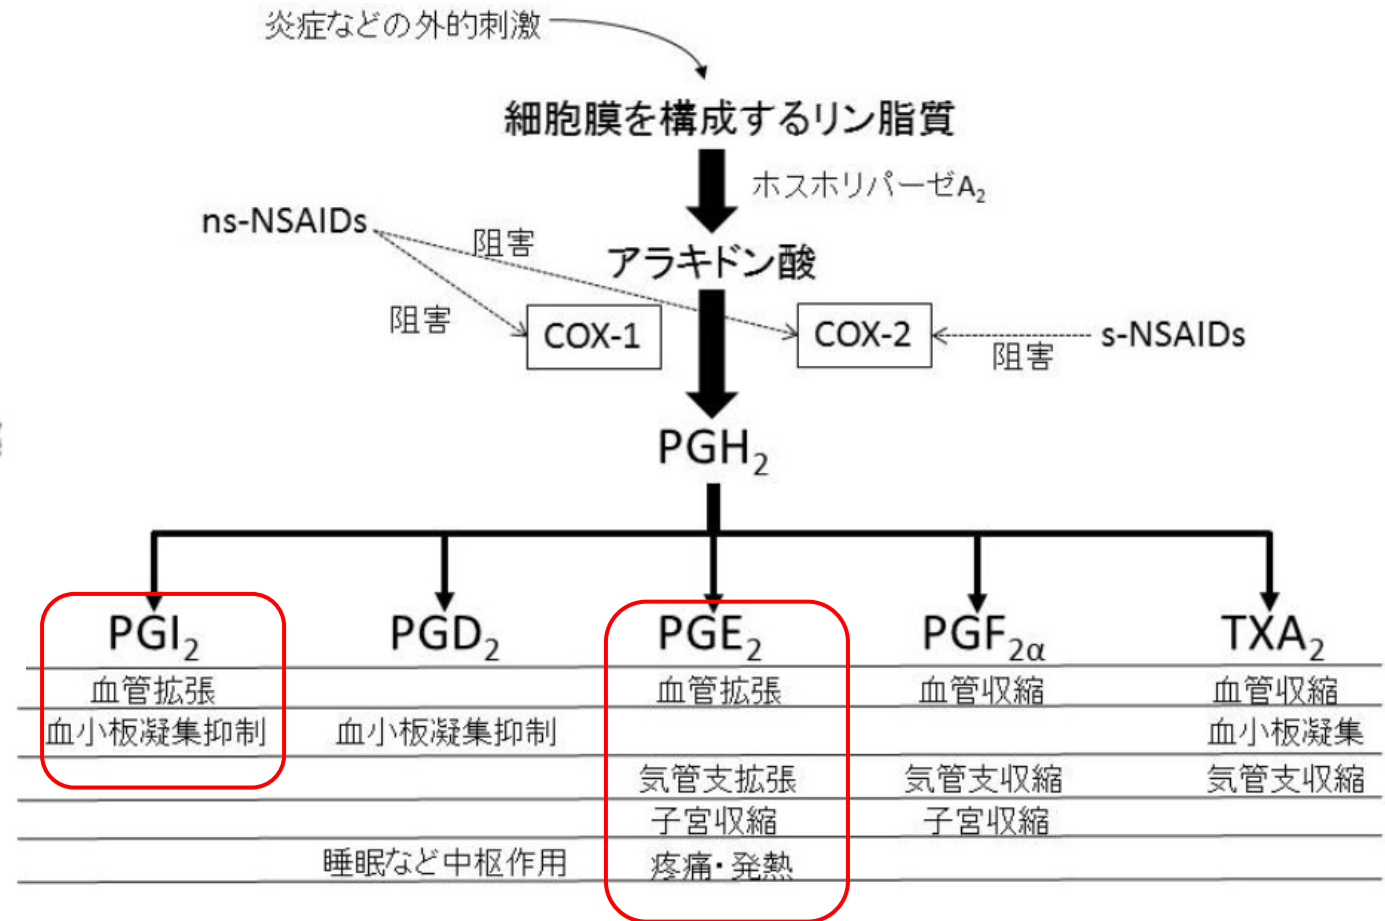 炎症などの外的刺激
細胞膜を構成するリン脂質
ホスホリパーゼA₂
ns-NSAIDs
阻害
アラキドン酸
阻害
COX-1
COX-2
阻害
s-NSAIDs
PGH₂
PGI₂ PGD₂ PGE₂ PGF₂α TXA₂
血管拡張 血管拡張 血管収縮 血管収縮
血小板凝集抑制 血小板凝集抑制 血小板凝集
気管支拡張 気管支収縮 気管支収縮
子宮収縮 子宮収縮
睡眠など中枢作用 疼痛・発熱